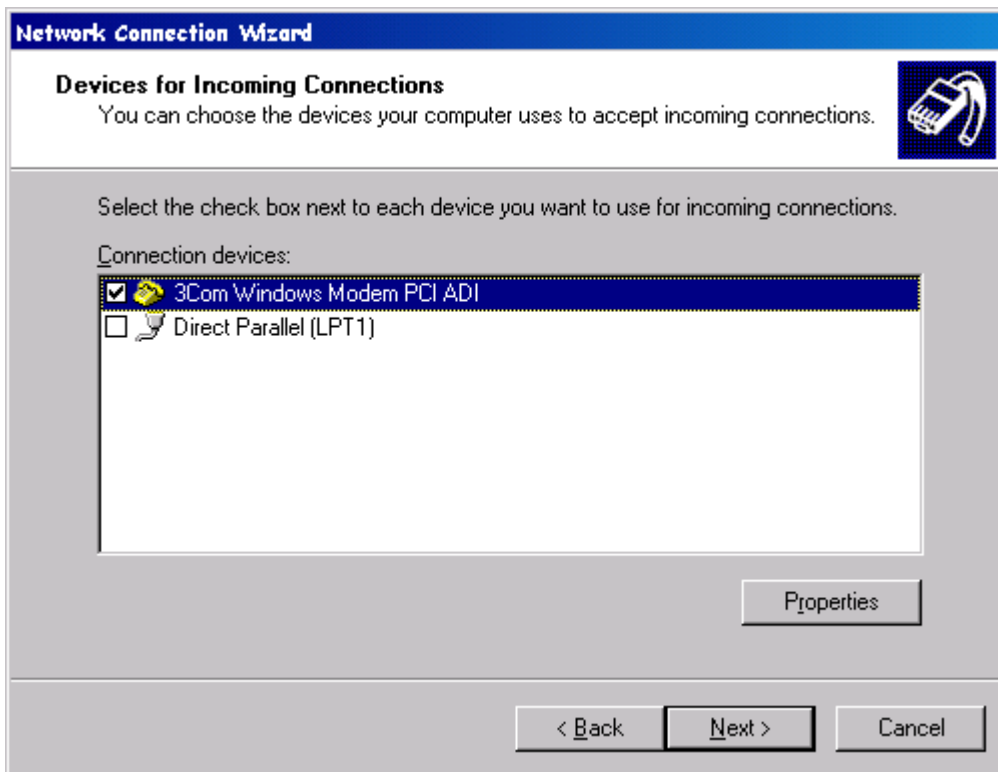 Network Connection Wizard
Devices for Incoming Connections
You can choose the devices your computer uses to accept incoming connections.
Select the check box next to each device you want to use for incoming connections.
Connection devices:
3Com Windows Modem PCI ADI
Direct Parallel (LPT1)
Properties
< Back Next > Cancel